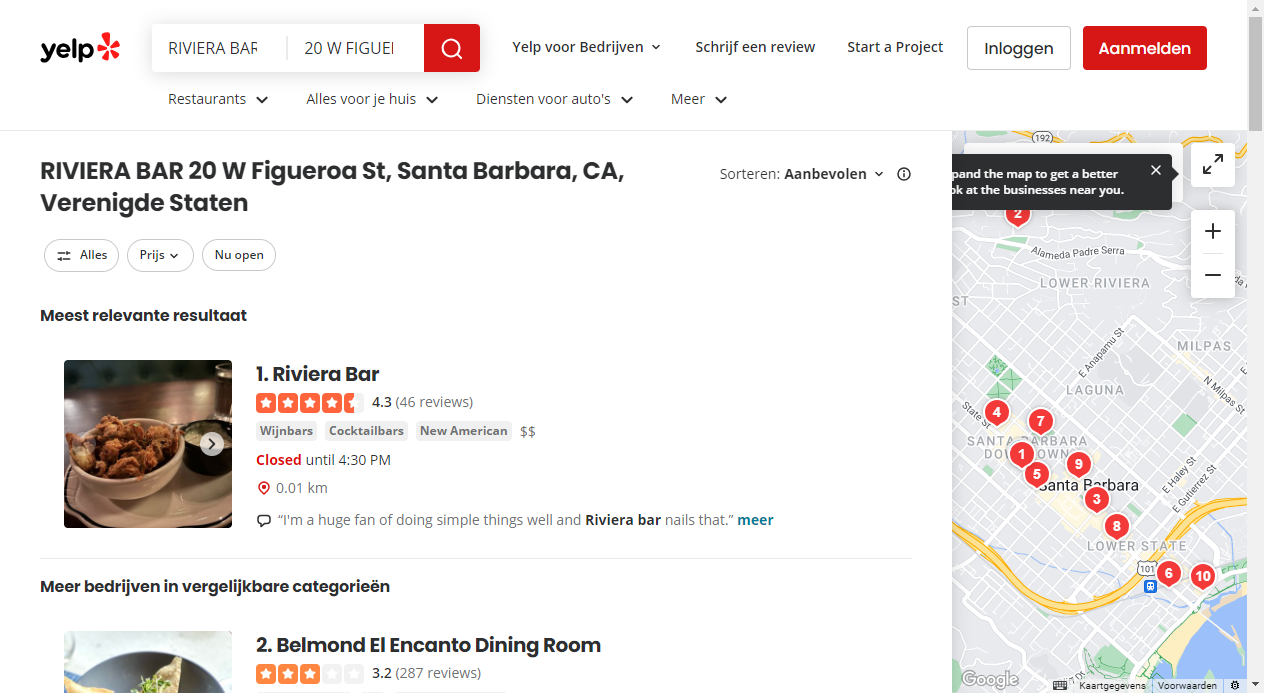 yelp
RIVIERA BAR
20 W FIGUEI
Yelp voor Bedrijven
Schrijf een review
Start a Project
Inloggen
Aanmelden
Restaurants
Alles voor je huis
Diensten voor auto's
Meer
RIVIERA BAR 20 W Figueroa St, Santa Barbara, CA,
Verenigde Staten
Sorteren: Aanbevolen
Alles
Prijs
Nu open
Meest relevante resultaat
1. Riviera Bar
4.3 (46 reviews)
Wijnbars Cocktailbars New American $$
Closed until 4:30 PM
0.01 km
“I'm a huge fan of doing simple things well and Riviera bar nails that.” meer
Meer bedrijven in vergelijkbare categorieën
2. Belmond El Encanto Dining Room
3.2 (287 reviews)
192
pand the map to get a better
ok at the businesses near you.
2
Alameda Padre Serra
LOWER RIVIERA
ST
MILPAS
E Anapamu St
N Milpas St
LAGUNA
State St
4
7
SANTA BARBARA
DOWNTOWN
1
5
9
Santa Barbara
3
E Haley St
E Gutierrez St
8
LOWER STATE
101
6
10
Google
Kaartgegevens
Voorwaarden